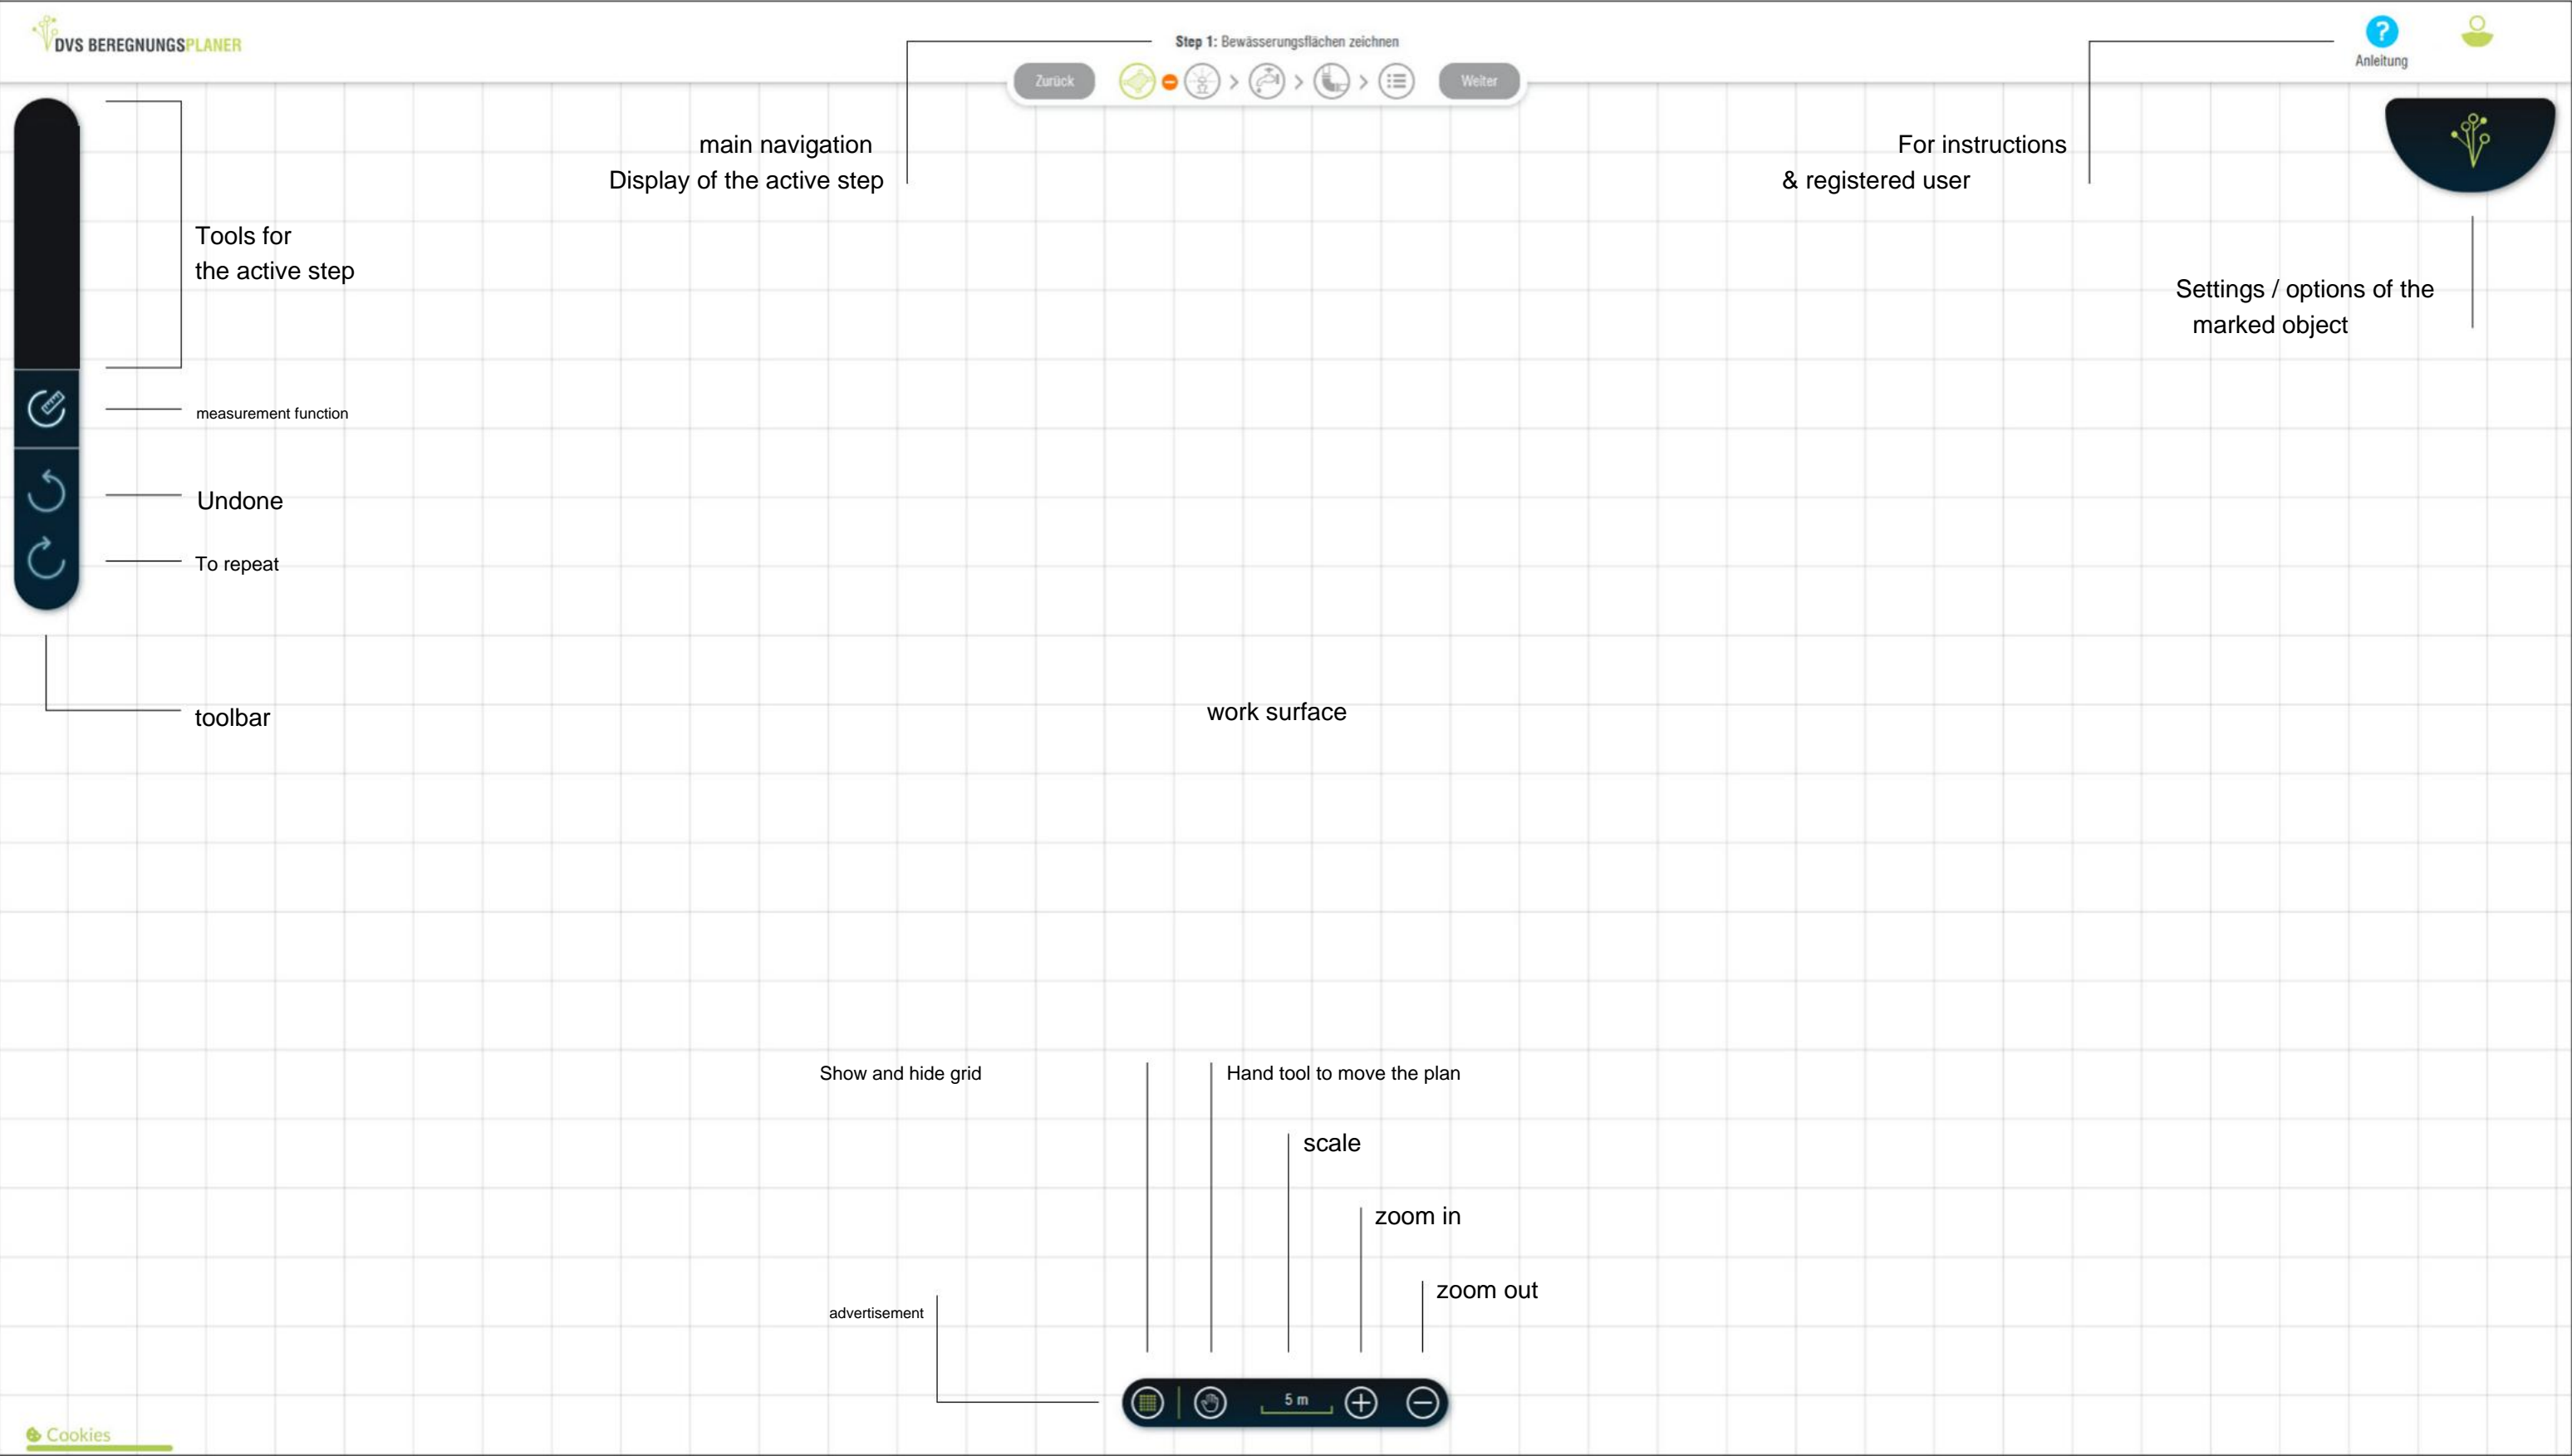 DVS BEREGNUNGSPLANER
Step 1: Bewässerungsflächen zeichnen
Anleitung
Zurück
Weiter
main navigation
Display of the active step
For instructions
& registered user
Tools for
the active step
Settings / options of the
marked object
measurement function
Undone
To repeat
toolbar
work surface
Show and hide grid
Hand tool to move the plan
scale
zoom in
zoom out
advertisement
5 m
Cookies